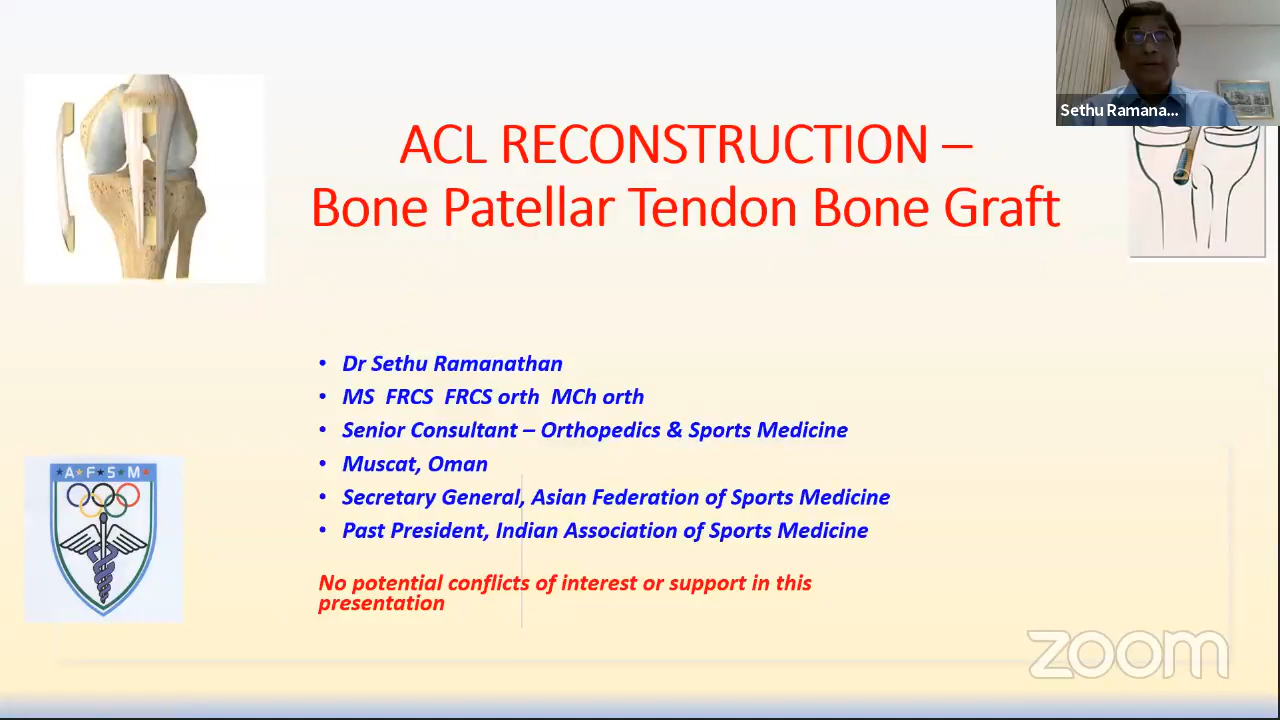 Sethu Ramana...
ACL RECONSTRUCTION –
Bone Patellar Tendon Bone Graft
• Dr Sethu Ramanathan
• MS FRCS FRCS orth MCh orth
• Senior Consultant – Orthopedics & Sports Medicine
• Muscat, Oman
• Secretary General, Asian Federation of Sports Medicine
• Past President, Indian Association of Sports Medicine
No potential conflicts of interest or support in this
presentation
A F S M
zoom